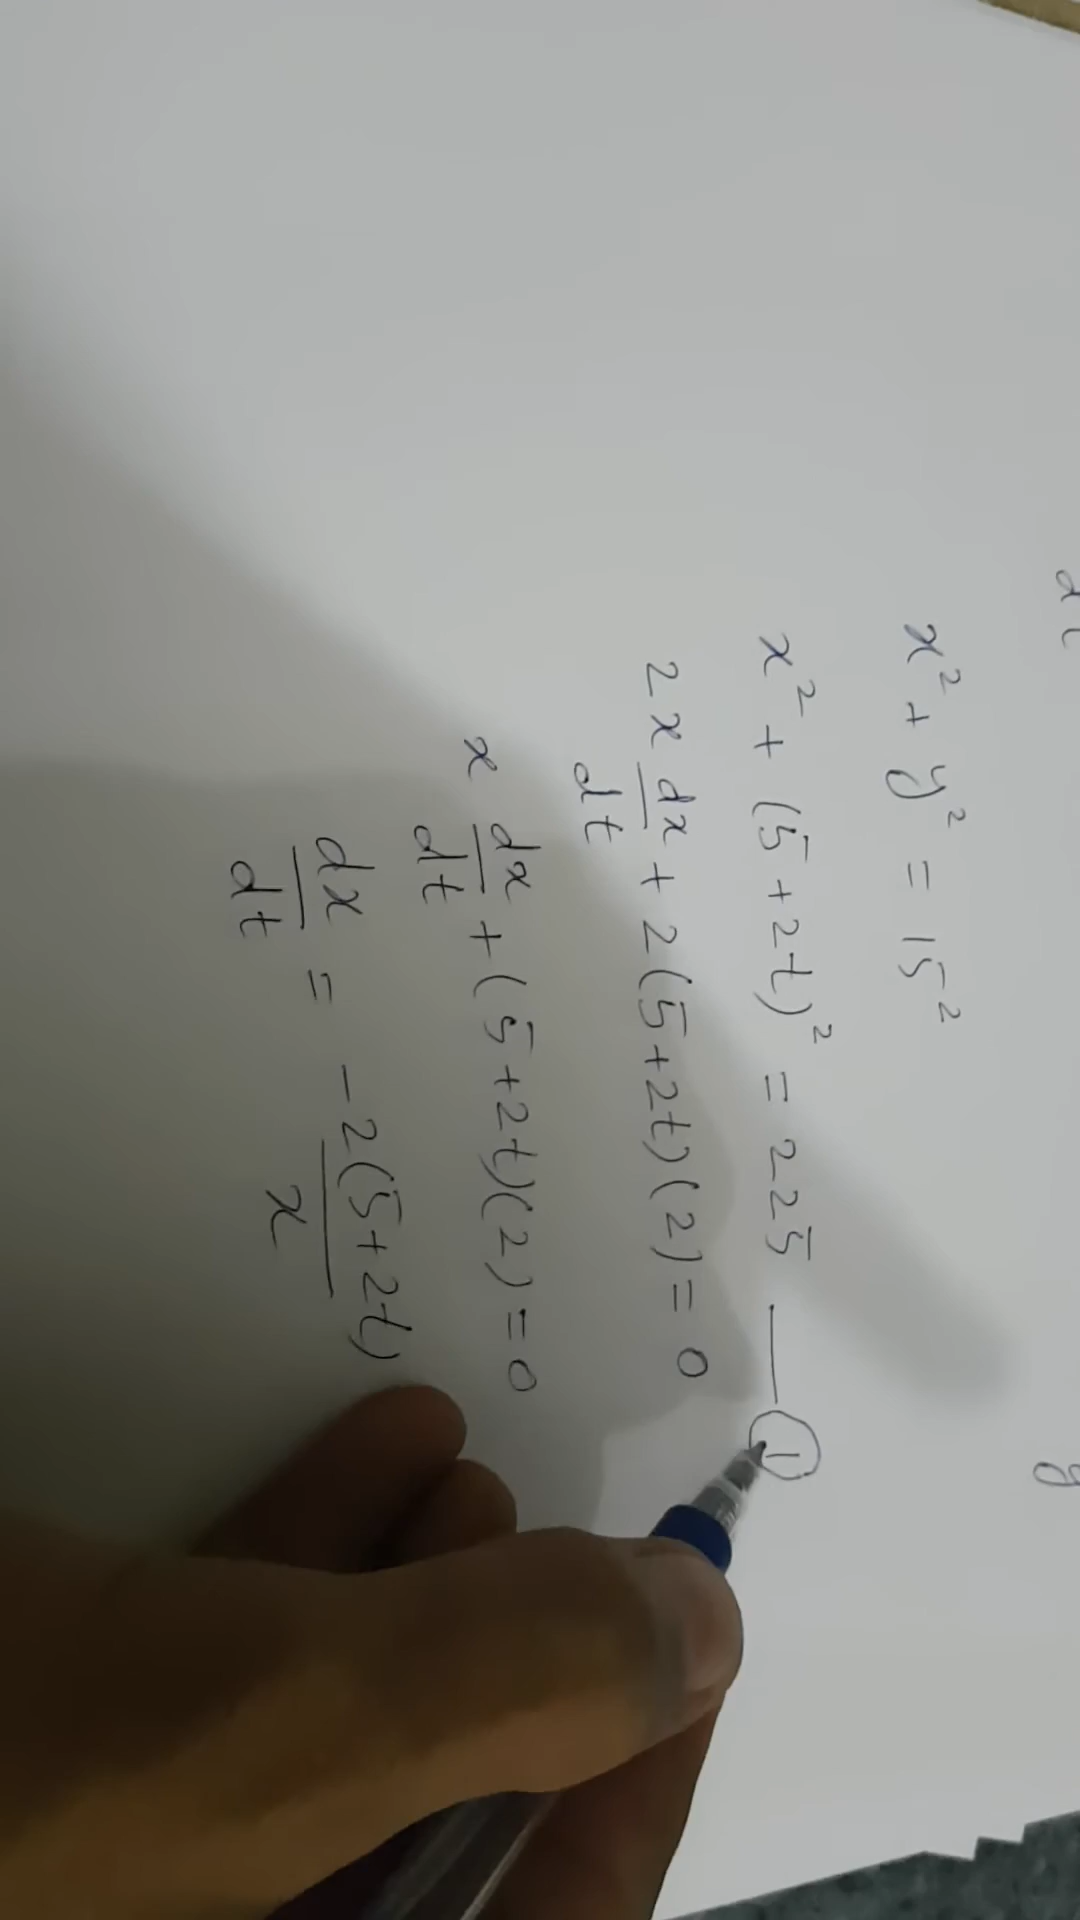 x² + y² = 15²
x² + (5+2t)² = 225 —— ①
2x dx/dt + 2(5+2t)(2) = 0
x dx/dt + (5+2t)(2) = 0
dx/dt = -2(5+2t)/x